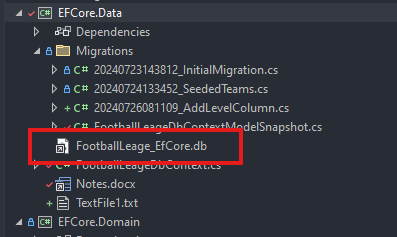 EFCore.Data
Dependencies
Migrations
C# 20240723143812_InitialMigration.cs
C# 20240724133452_SeededTeams.cs
C# 20240726081109_AddLevelColumn.cs
FootballLeageDbContextModelSnapshot.cs
FootballLeage_EfCore.db
C# FootballLeageDbContext.cs
Notes.docx
TextFile1.txt
C# EFCore.Domain